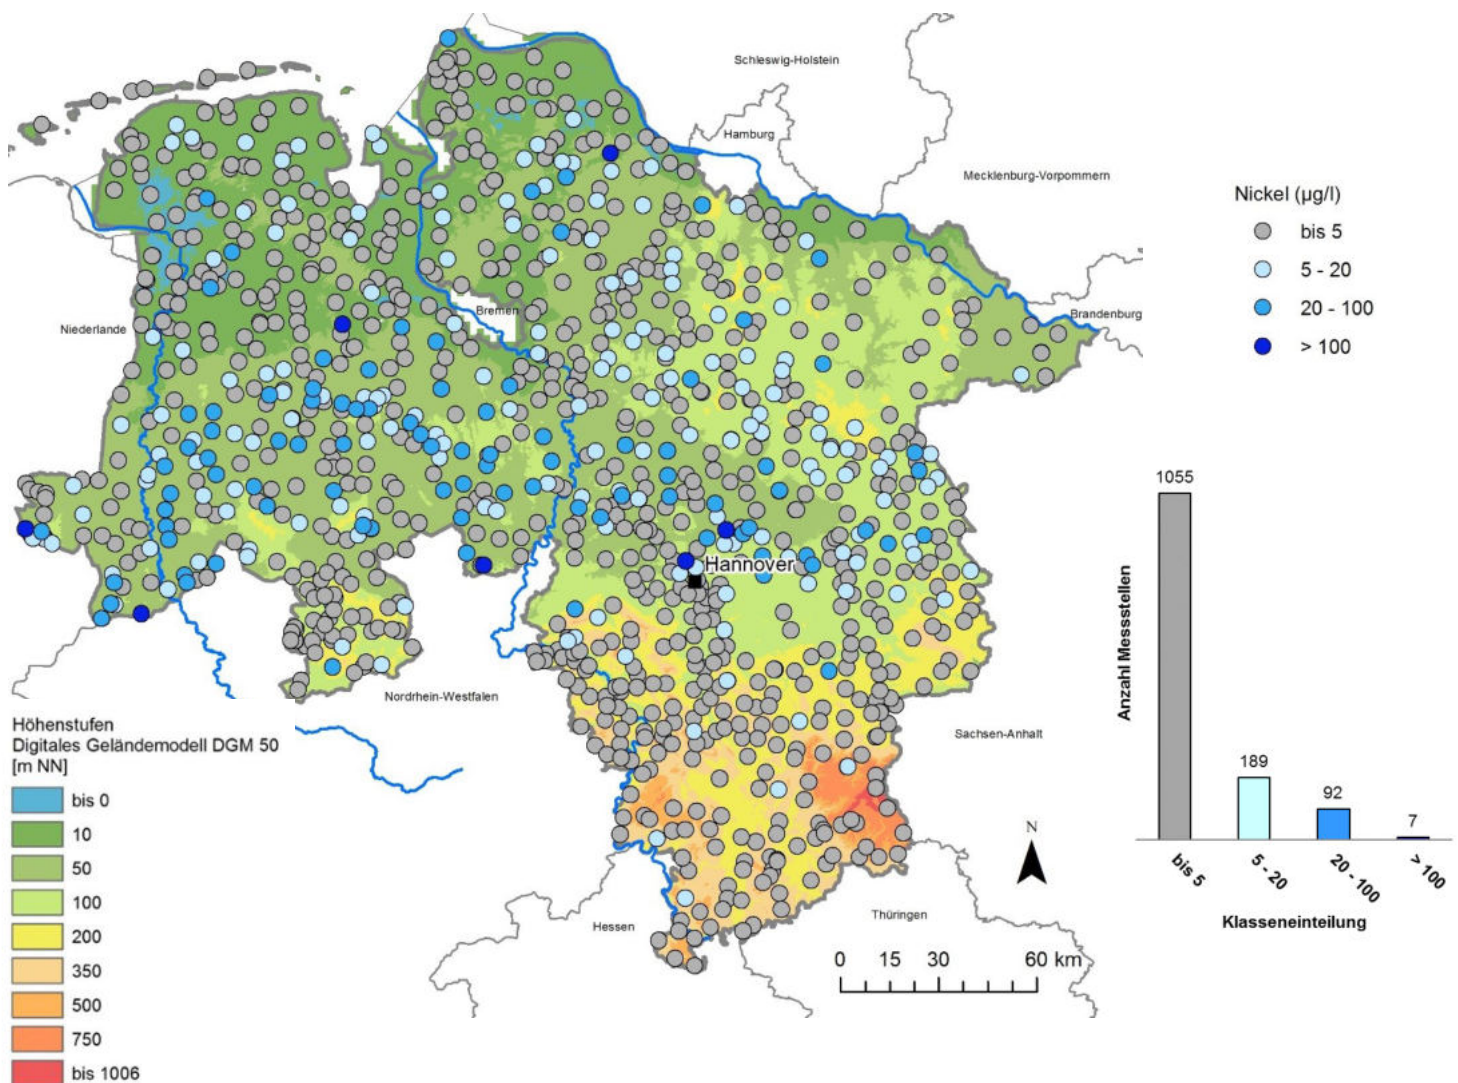 Schleswig-Holstein
Hamburg
Mecklenburg-Vorpommern
Bremen
Niederlande
Brandenburg
Hannover
Nordrhein-Westfalen
Sachsen-Anhalt
Hessen
Thüringen
N
0 15 30 60 km
Nickel (µg/l)
bis 5
5 - 20
20 - 100
> 100
Höhenstufen
Digitales Geländemodell DGM 50
[m NN]
bis 0
10
50
100
200
350
500
750
bis 1006
Anzahl Messstellen
1055
189
92
7
bis 5
5 - 20
20 - 100
> 100
Klasseneinteilung